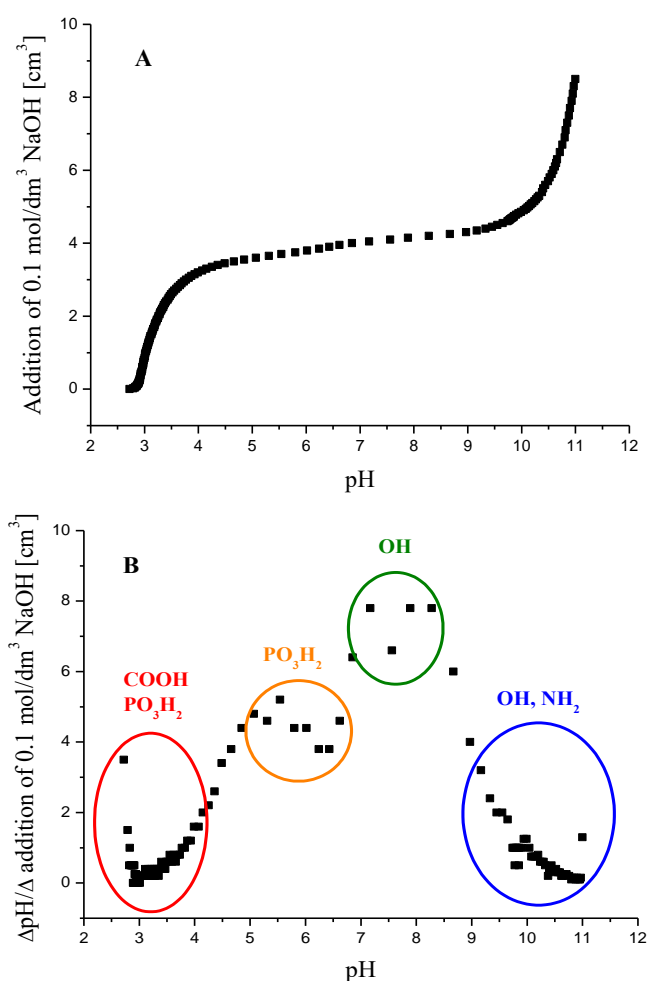 A
Addition of 0.1 mol/dm³ NaOH [cm³]
10
8
6
4
2
0
2 3 4 5 6 7 8 9 10 11 12
pH
B
ΔpH/Δ addition of 0.1 mol/dm³ NaOH [cm³]
10
8
6
4
2
0
OH
PO₃H₂
COOH
PO₃H₂
OH, NH₂
2 3 4 5 6 7 8 9 10 11 12
pH